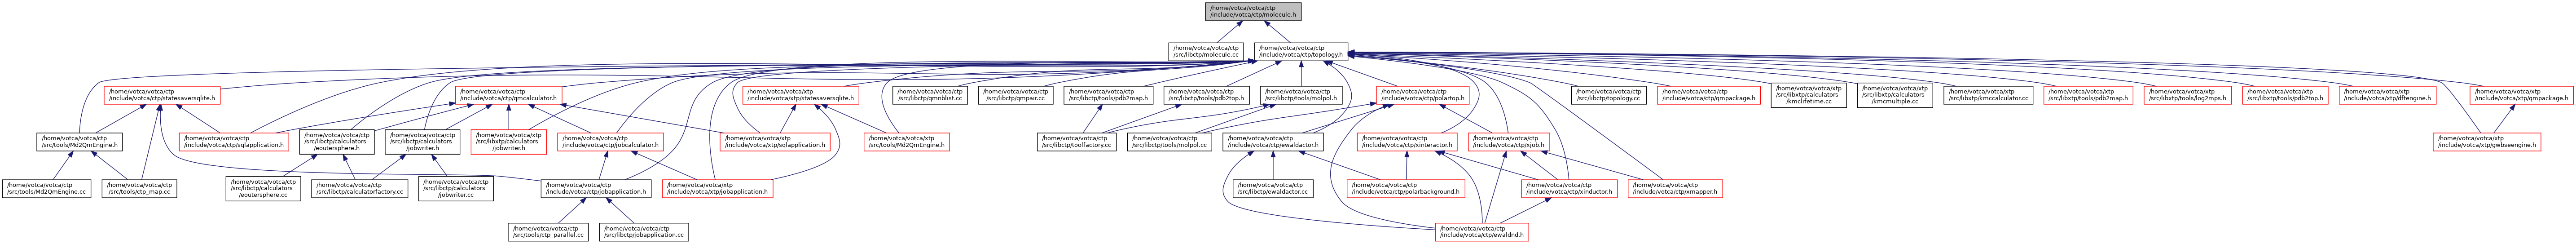 /home/votca/votca/ctp
/include/votca/ctp/molecule.h
/home/votca/votca/ctp
/src/libctp/molecule.cc
/home/votca/votca/ctp
/include/votca/ctp/topology.h
/home/votca/votca/ctp
/include/votca/ctp/statesaversqlite.h
/home/votca/votca/ctp
/include/votca/ctp/qmcalculator.h
/home/votca/votca/xtp
/include/votca/xtp/statesaversqlite.h
/home/votca/votca/ctp
/src/libctp/qmnblist.cc
/home/votca/votca/ctp
/src/libctp/qmpair.cc
/home/votca/votca/ctp
/src/libctp/tools/pdb2map.h
/home/votca/votca/ctp
/src/libctp/tools/pdb2top.h
/home/votca/votca/ctp
/src/libctp/tools/molpol.h
/home/votca/votca/ctp
/include/votca/ctp/polartop.h
/home/votca/votca/ctp
/src/libctp/topology.cc
/home/votca/votca/ctp
/include/votca/ctp/qmpackage.h
/home/votca/votca/xtp
/src/libxtp/calculators
/kmclifetime.cc
/home/votca/votca/xtp
/src/libxtp/calculators
/kmcmultiple.cc
/home/votca/votca/xtp
/src/libxtp/kmccalculator.cc
/home/votca/votca/xtp
/src/libxtp/tools/pdb2map.h
/home/votca/votca/xtp
/src/libxtp/tools/log2mps.h
/home/votca/votca/xtp
/src/libxtp/tools/pdb2top.h
/home/votca/votca/xtp
/include/votca/xtp/dftengine.h
/home/votca/votca/xtp
/include/votca/xtp/qmpackage.h
/home/votca/votca/ctp
/src/tools/Md2QmEngine.h
/home/votca/votca/ctp
/include/votca/ctp/sqlapplication.h
/home/votca/votca/ctp
/src/libctp/calculators
/eoutersphere.h
/home/votca/votca/ctp
/src/libctp/calculators
/jobwriter.h
/home/votca/votca/xtp
/src/libxtp/calculators
/jobwriter.h
/home/votca/votca/ctp
/include/votca/ctp/jobcalculator.h
/home/votca/votca/xtp
/include/votca/xtp/sqlapplication.h
/home/votca/votca/xtp
/src/tools/Md2QmEngine.h
/home/votca/votca/ctp
/src/libctp/toolfactory.cc
/home/votca/votca/ctp
/src/libctp/tools/molpol.cc
/home/votca/votca/ctp
/include/votca/ctp/ewaldactor.h
/home/votca/votca/ctp
/include/votca/ctp/xinteractor.h
/home/votca/votca/ctp
/include/votca/ctp/xjob.h
/home/votca/votca/xtp
/include/votca/xtp/gwbseengine.h
/home/votca/votca/ctp
/src/tools/Md2QmEngine.cc
/home/votca/votca/ctp
/src/tools/ctp_map.cc
/home/votca/votca/ctp
/src/libctp/calculators
/eoutersphere.cc
/home/votca/votca/ctp
/src/libctp/calculatorfactory.cc
/home/votca/votca/ctp
/src/libctp/calculators
/jobwriter.cc
/home/votca/votca/ctp
/include/votca/ctp/jobapplication.h
/home/votca/votca/xtp
/include/votca/xtp/jobapplication.h
/home/votca/votca/ctp
/src/libctp/ewaldactor.cc
/home/votca/votca/ctp
/include/votca/ctp/polarbackground.h
/home/votca/votca/ctp
/include/votca/ctp/xinductor.h
/home/votca/votca/ctp
/include/votca/ctp/xmapper.h
/home/votca/votca/ctp
/src/tools/ctp_parallel.cc
/home/votca/votca/ctp
/src/libctp/jobapplication.cc
/home/votca/votca/ctp
/include/votca/ctp/ewaldnd.h